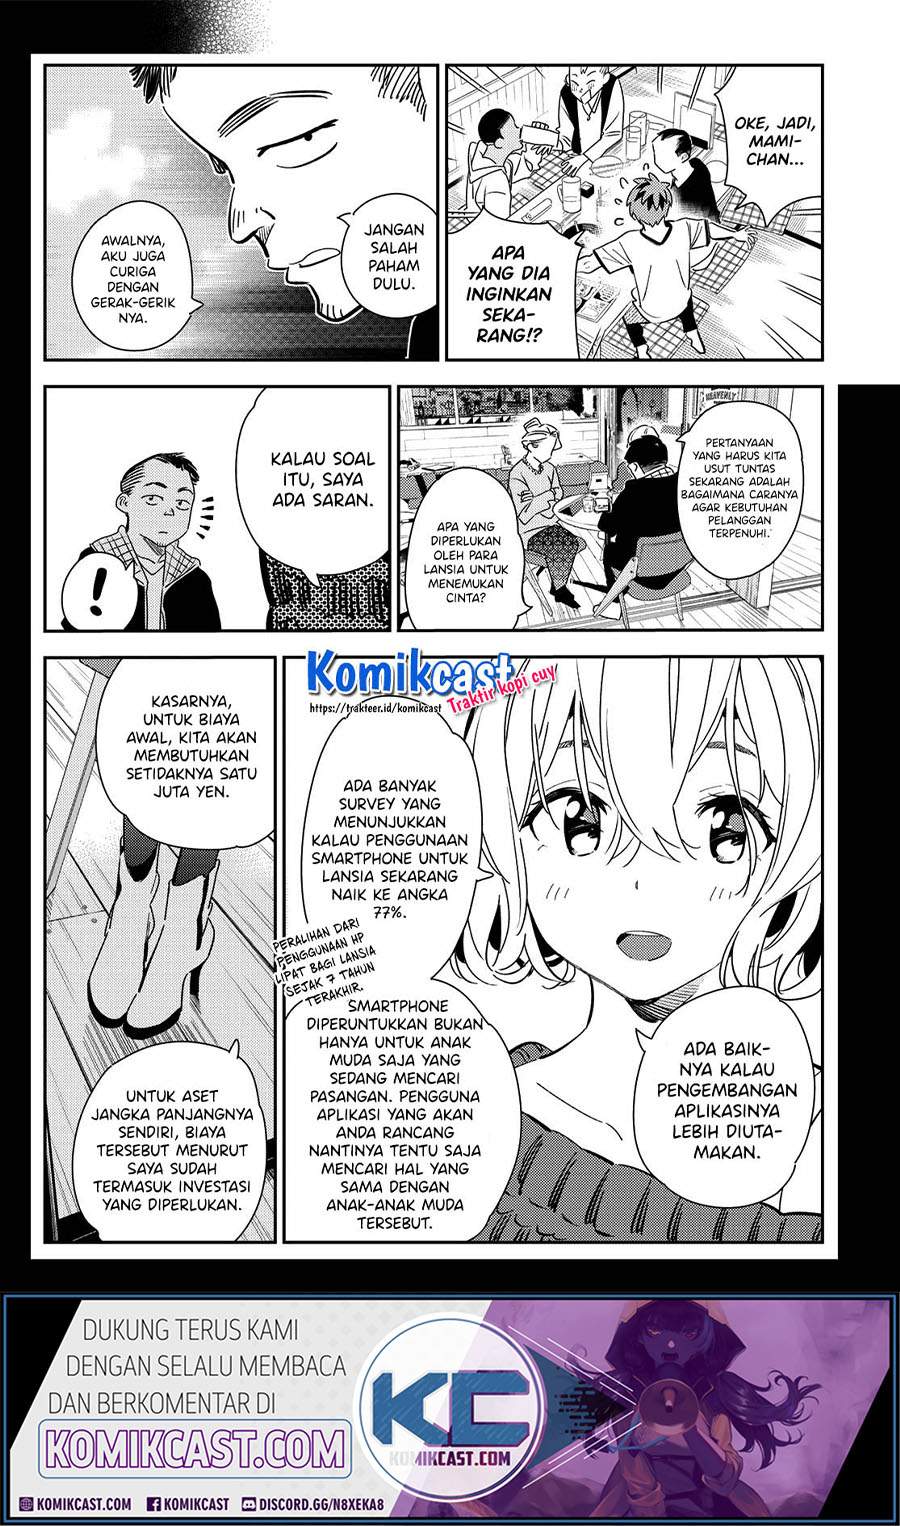 OKE, JADI,
MAMI-
CHAN...
APA
YANG DIA
INGINKAN
SEKA-
RANG!?
JANGAN
SALAH
PAHAM
DULU.
AWALNYA,
AKU JUGA
CURIGA
DENGAN
GERAK-GERIK
NYA.
HEAVENLY
PERTANYAAN
YANG HARUS KITA
USUT TUNTAS
SEKARANG ADALAH
BAGAIMANA CARANYA
AGAR KEBUTUHAN
PELANGGAN
TERPENUHI.
APA YANG
DIPERLUKAN
OLEH PARA
LANSIA UNTUK
MENEMUKAN
CINTA?
KALAU SOAL
ITU, SAYA
ADA SARAN.
!
Komikcast
Traktir kopi cuy
https://trakteer.id/komikcast
ADA BAIK-
NYA KALAU
PENGEMBANGAN
APLIKASINYA
LEBIH DIUTA-
MAKAN.
ADA BANYAK
SURVEY YANG
MENUNJUKKAN
KALAU PENGGUNAAN
SMARTPHONE UNTUK
LANSIA SEKARANG
NAIK KE ANGKA
77%.
PERALIHAN DARI
PENGGUNAAN HP
LIPAT BAGI LANSIA
SEJAK 7 TAHUN
TERAKHIR.
SMARTPHONE
DIPERUNTUKKAN BUKAN
HANYA UNTUK ANAK
MUDA SAJA YANG
SEDANG MENCARI
PASANGAN. PENGGUNA
APLIKASI YANG AKAN
ANDA RANCANG
NANTINYA TENTU SAJA
MENCARI HAL YANG
SAMA DENGAN
ANAK-ANAK MUDA
TERSEBUT.
KASARNYA,
UNTUK BIAYA
AWAL, KITA AKAN
MEMBUTUHKAN
SETIDAKNYA SATU
JUTA YEN.
UNTUK ASET
JANGKA PANJANGNYA
SENDIRI, BIAYA
TERSEBUT MENURUT
SAYA SUDAH
TERMASUK INVESTASI
YANG DIPERLUKAN.
DUKUNG TERUS KAMI
DENGAN SELALU MEMBACA
DAN BERKOMENTAR DI
KOMIKCAST.COM
KC
KOMIKCAST.COM
KOMIKCAST.COM KOMIKCAST DISCORD.GG/N8XEKA8